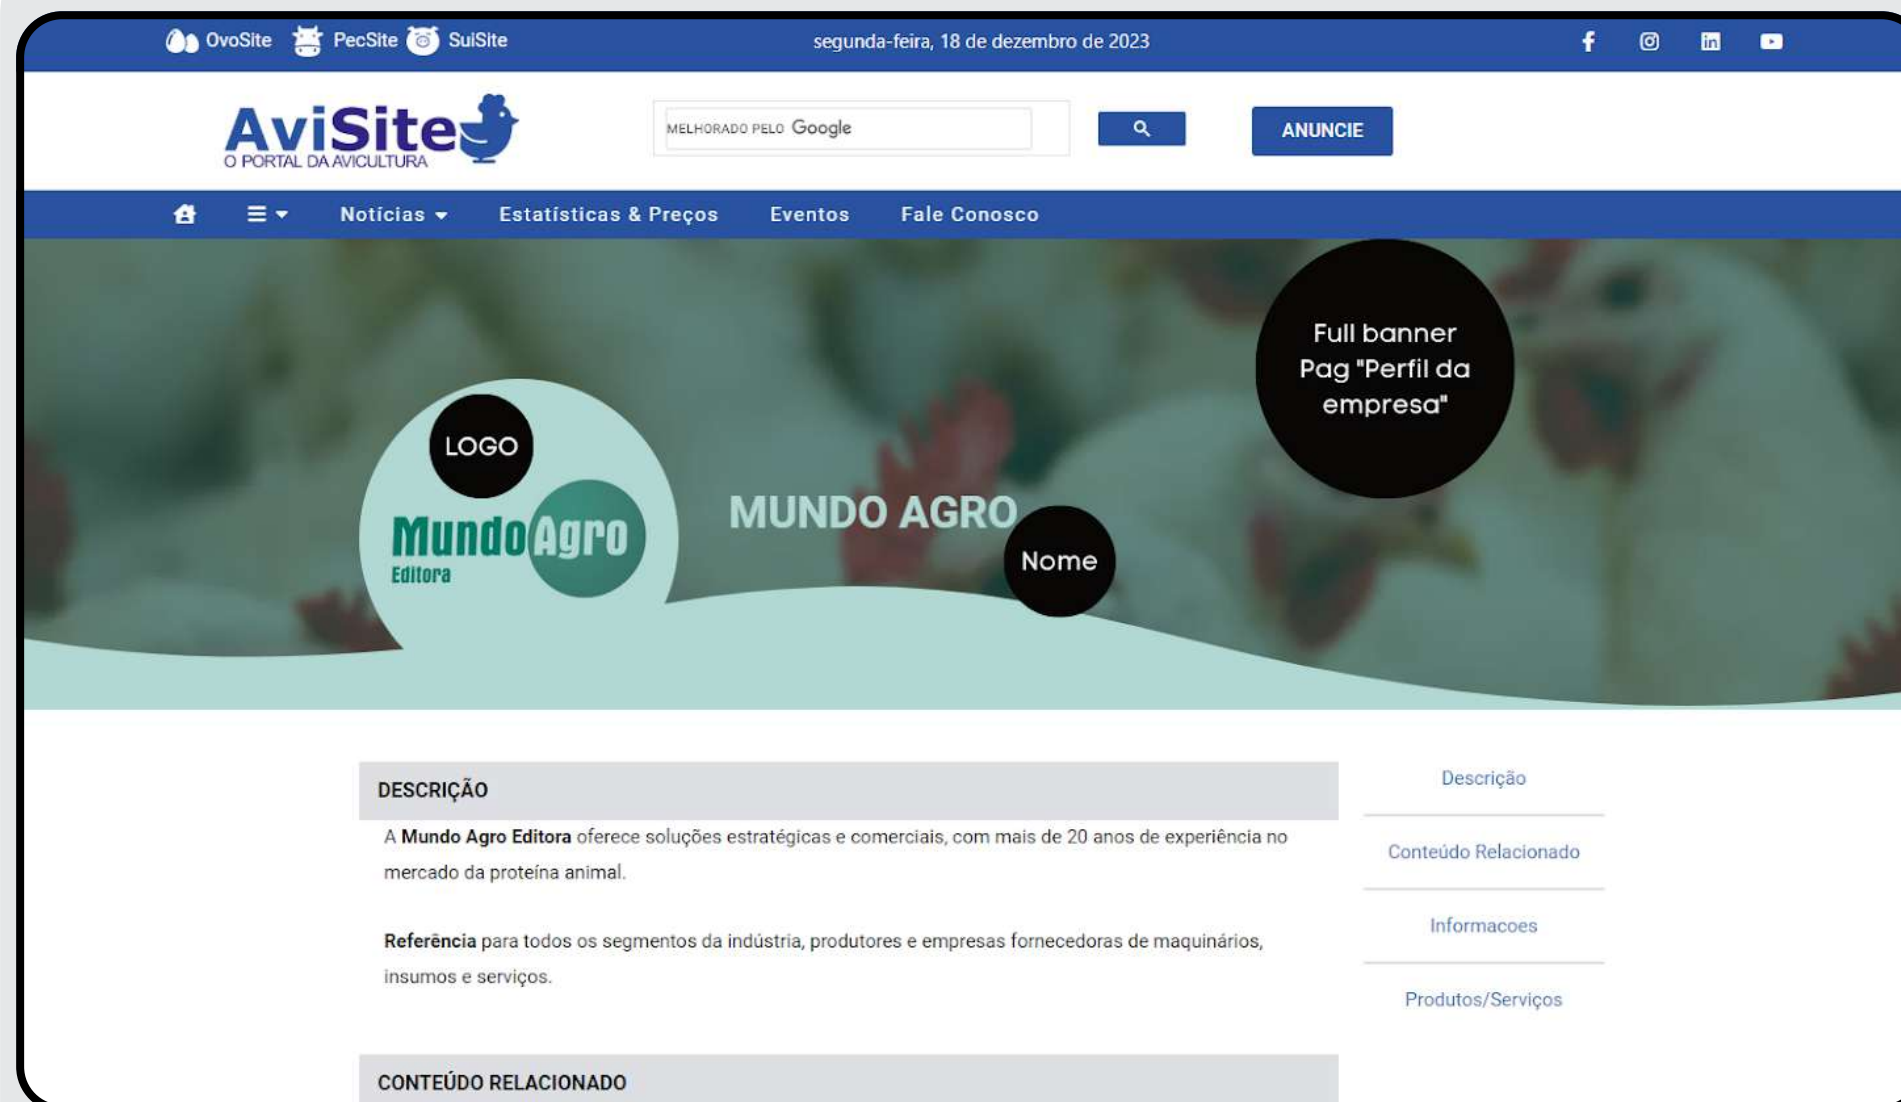 OvoSite PecSite SuiSite segunda-feira, 18 de dezembro de 2023
AviSite
O PORTAL DA AVICULTURA
MELHORADO PELO Google
ANUNCIE
Notícias Estatísticas & Preços Eventos Fale Conosco
Full banner
Pag "Perfil da
empresa"
LOGO
MundoAgro
Editora
MUNDO AGRO
Nome
DESCRIÇÃO
A Mundo Agro Editora oferece soluções estratégicas e comerciais, com mais de 20 anos de experiência no
mercado da proteína animal.
Referência para todos os segmentos da indústria, produtores e empresas fornecedoras de maquinários,
insumos e serviços.
CONTEÚDO RELACIONADO
Descrição
Conteúdo Relacionado
Informacoes
Produtos/Serviços